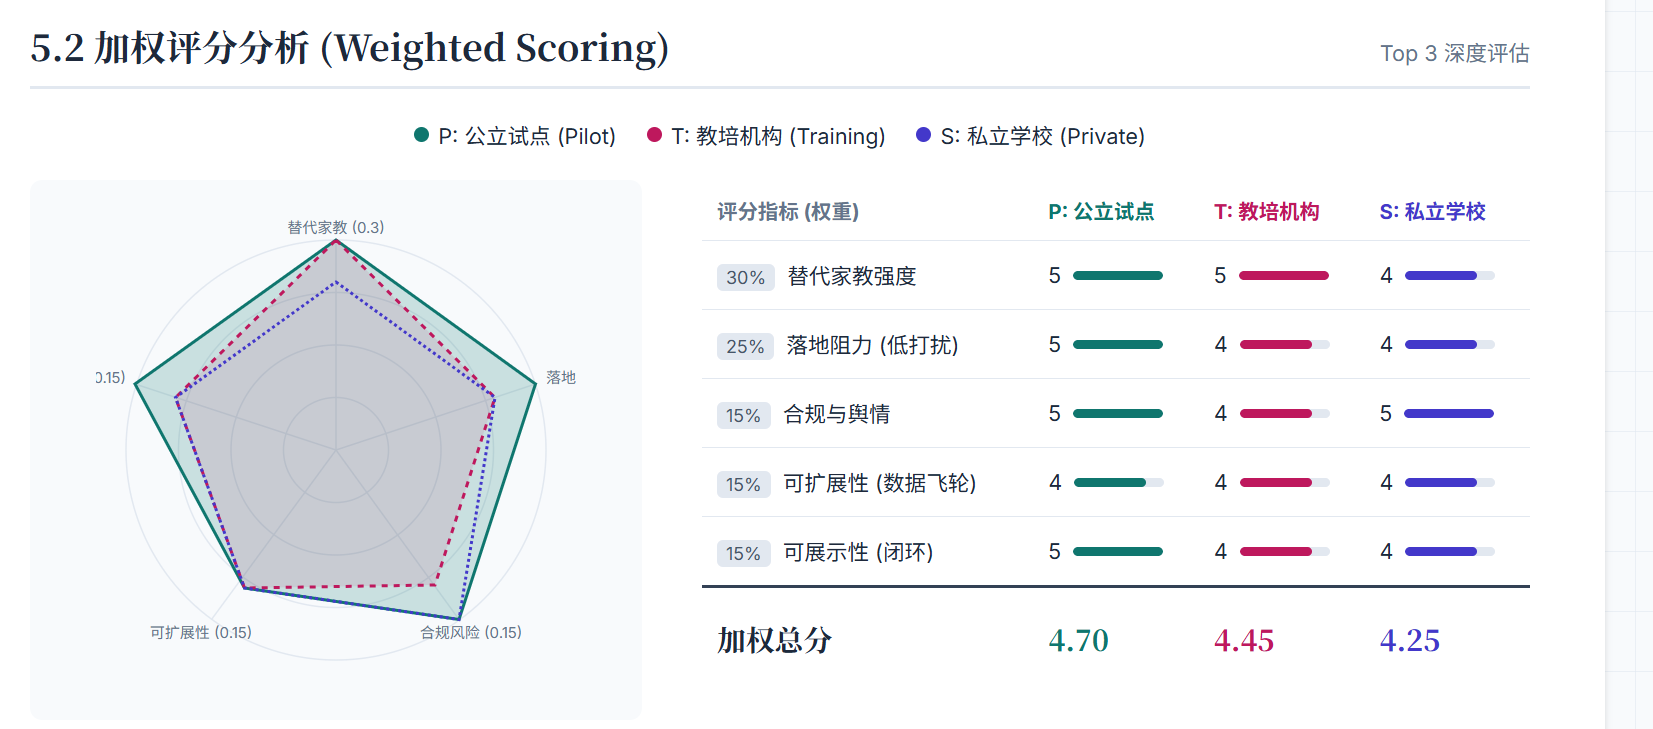 5.2 加权评分分析 (Weighted Scoring)
Top 3 深度评估
P: 公立试点 (Pilot)
T: 教培机构 (Training)
S: 私立学校 (Private)
替代家教 (0.3)
0.15)
落地
可扩展性 (0.15)
合规风险 (0.15)
评分指标 (权重) P: 公立试点 T: 教培机构 S: 私立学校
30% 替代家教强度 5 5 4
25% 落地阻力 (低打扰) 5 4 4
15% 合规与舆情 5 4 5
15% 可扩展性 (数据飞轮) 4 4 4
15% 可展示性 (闭环) 5 4 4
加权总分 4.70 4.45 4.25